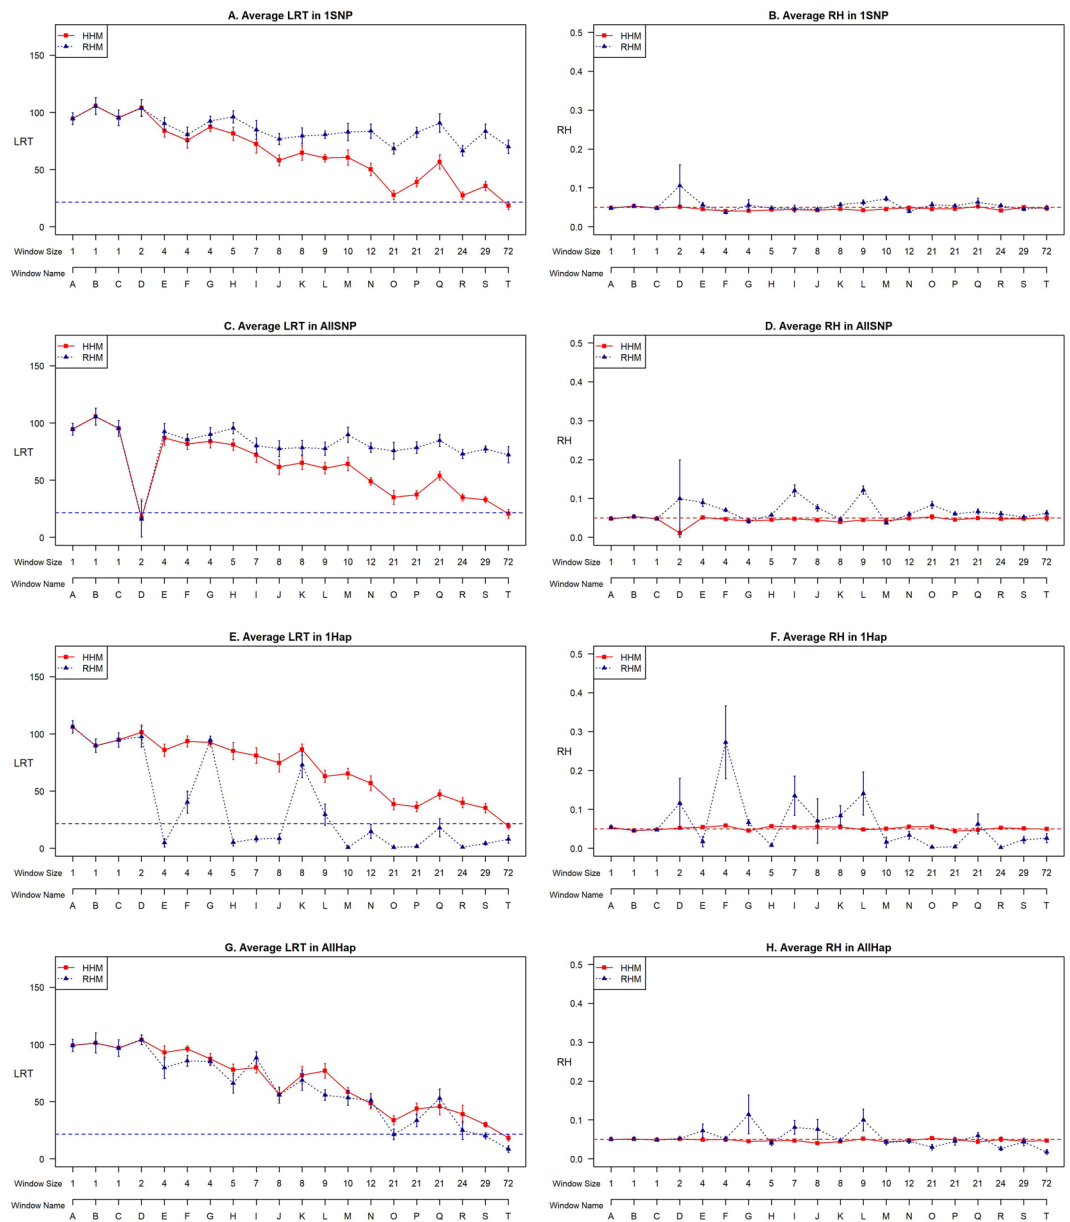 A. Average LRT in 1SNP
HHM
RHM
150
100
LRT
50
0
Window Size 1 1 1 2 4 4 4 5 7 8 8 9 10 12 21 21 21 24 29 72
Window Name
A B C D E F G H I J K L M N O P Q R S T
B. Average RH in 1SNP
HHM
RHM
0.5
0.4
0.3
RH
0.2
0.1
0.0
Window Size 1 1 1 2 4 4 4 5 7 8 8 9 10 12 21 21 21 24 29 72
Window Name
A B C D E F G H I J K L M N O P Q R S T
C. Average LRT in AllSNP
HHM
RHM
150
100
LRT
50
0
Window Size 1 1 1 2 4 4 4 5 7 8 8 9 10 12 21 21 21 24 29 72
Window Name
A B C D E F G H I J K L M N O P Q R S T
D. Average RH in AllSNP
HHM
RHM
0.5
0.4
0.3
RH
0.2
0.1
0.0
Window Size 1 1 1 2 4 4 4 5 7 8 8 9 10 12 21 21 21 24 29 72
Window Name
A B C D E F G H I J K L M N O P Q R S T
E. Average LRT in 1Hap
HHM
RHM
150
100
LRT
50
0
Window Size 1 1 1 2 4 4 4 5 7 8 8 9 10 12 21 21 21 24 29 72
Window Name
A B C D E F G H I J K L M N O P Q R S T
F. Average RH in 1Hap
HHM
RHM
0.5
0.4
0.3
RH
0.2
0.1
0.0
Window Size 1 1 1 2 4 4 4 5 7 8 8 9 10 12 21 21 21 24 29 72
Window Name
A B C D E F G H I J K L M N O P Q R S T
G. Average LRT in AllHap
HHM
RHM
150
100
LRT
50
0
Window Size 1 1 1 2 4 4 4 5 7 8 8 9 10 12 21 21 21 24 29 72
Window Name
A B C D E F G H I J K L M N O P Q R S T
H. Average RH in AllHap
HHM
RHM
0.5
0.4
0.3
RH
0.2
0.1
0.0
Window Size 1 1 1 2 4 4 4 5 7 8 8 9 10 12 21 21 21 24 29 72
Window Name
A B C D E F G H I J K L M N O P Q R S T